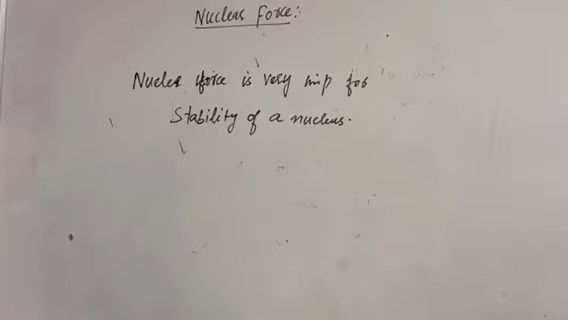 Nuclear Force:
Nuclear force is very imp for
Stability of a nucleus.